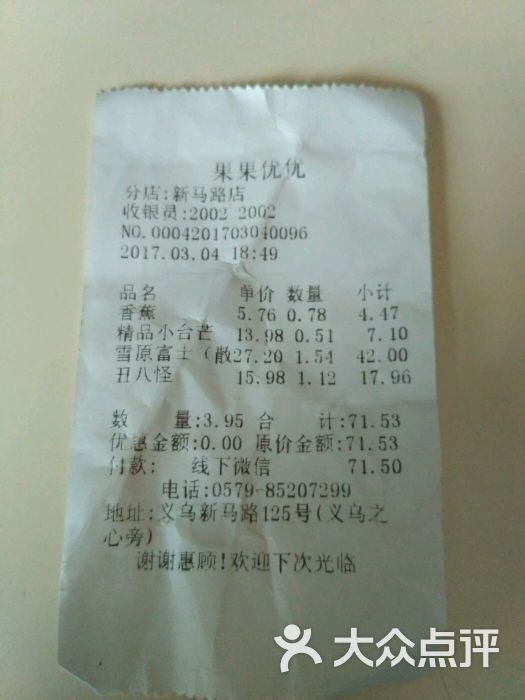 果果优优
分店:新马路店
收银员:2002 2002
NO.0004201703040096
2017.03.04 18:49
品名 单价 数量 小计
香蕉 5.76 0.78 4.47
精品小台芒 13.98 0.51 7.10
雪原富士(散27.20 1.54 42.00
丑八怪 15.98 1.12 17.96
数 量:3.95 合 计:71.53
优惠金额:0.00 原价金额:71.53
付款: 线下微信 71.50
电话:0579-85207299
地址:义乌新马路125号(义乌之
心旁)
谢谢惠顾!欢迎下次光临
大众点评